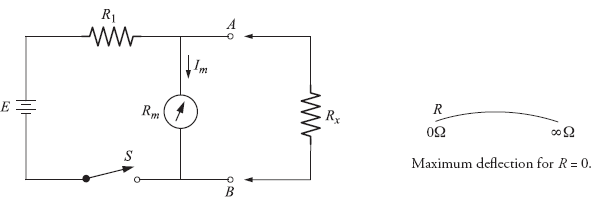 R1
A
Im
E
Rm
Rx
S
B
R
0Ω
∞Ω
Maximum deflection for R = 0.